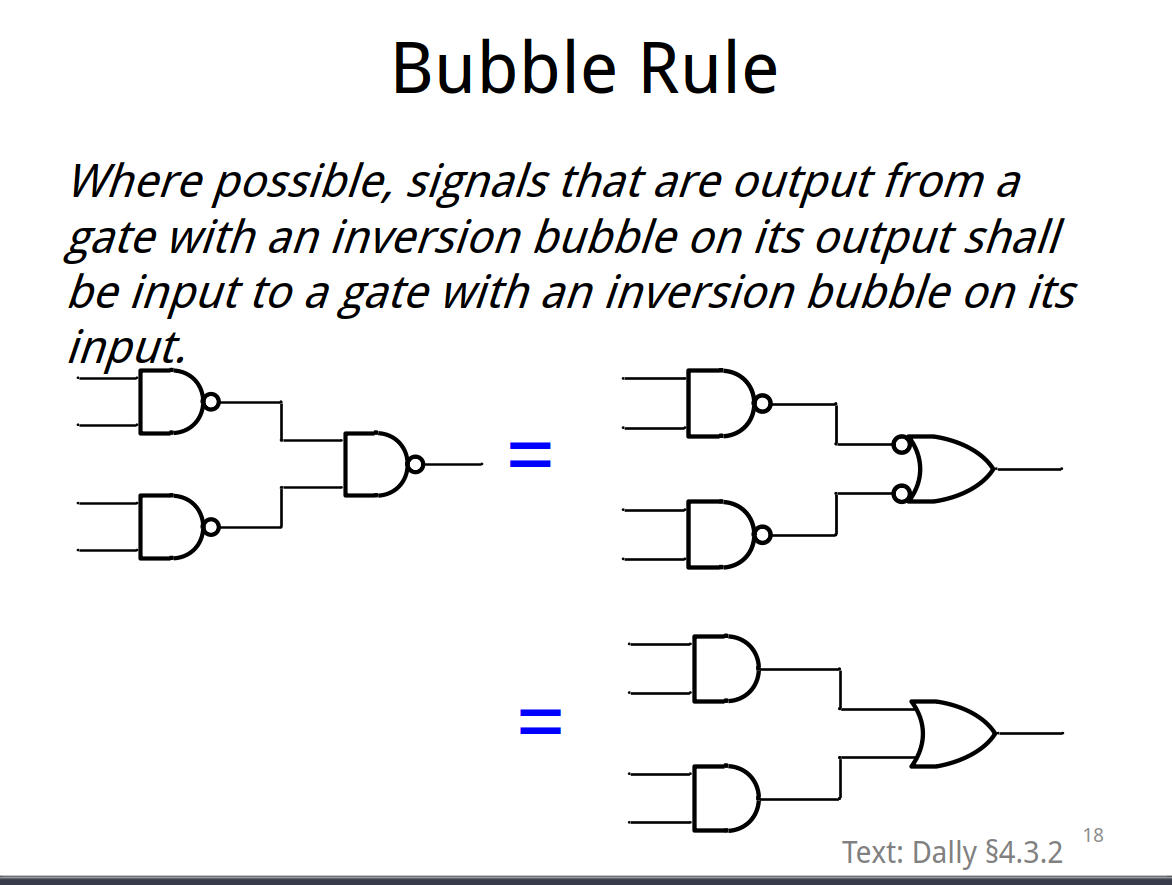 Bubble Rule
Where possible, signals that are output from a
gate with an inversion bubble on its output shall
be input to a gate with an inversion bubble on its
input.
=
=
18
Text: Dally §4.3.2